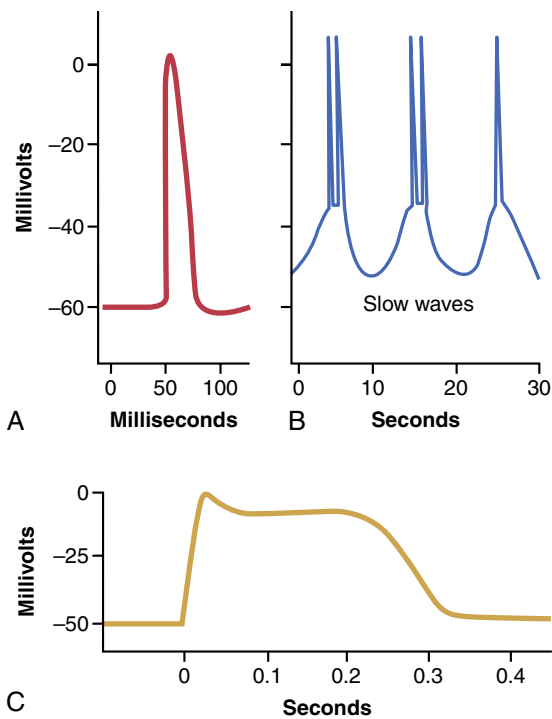 Millivolts
0
–20
–40
–60
0
50
100
Milliseconds
A
Slow waves
0
10
20
30
Seconds
B
Millivolts
0
–25
–50
0
0.1
0.2
0.3
0.4
Seconds
C